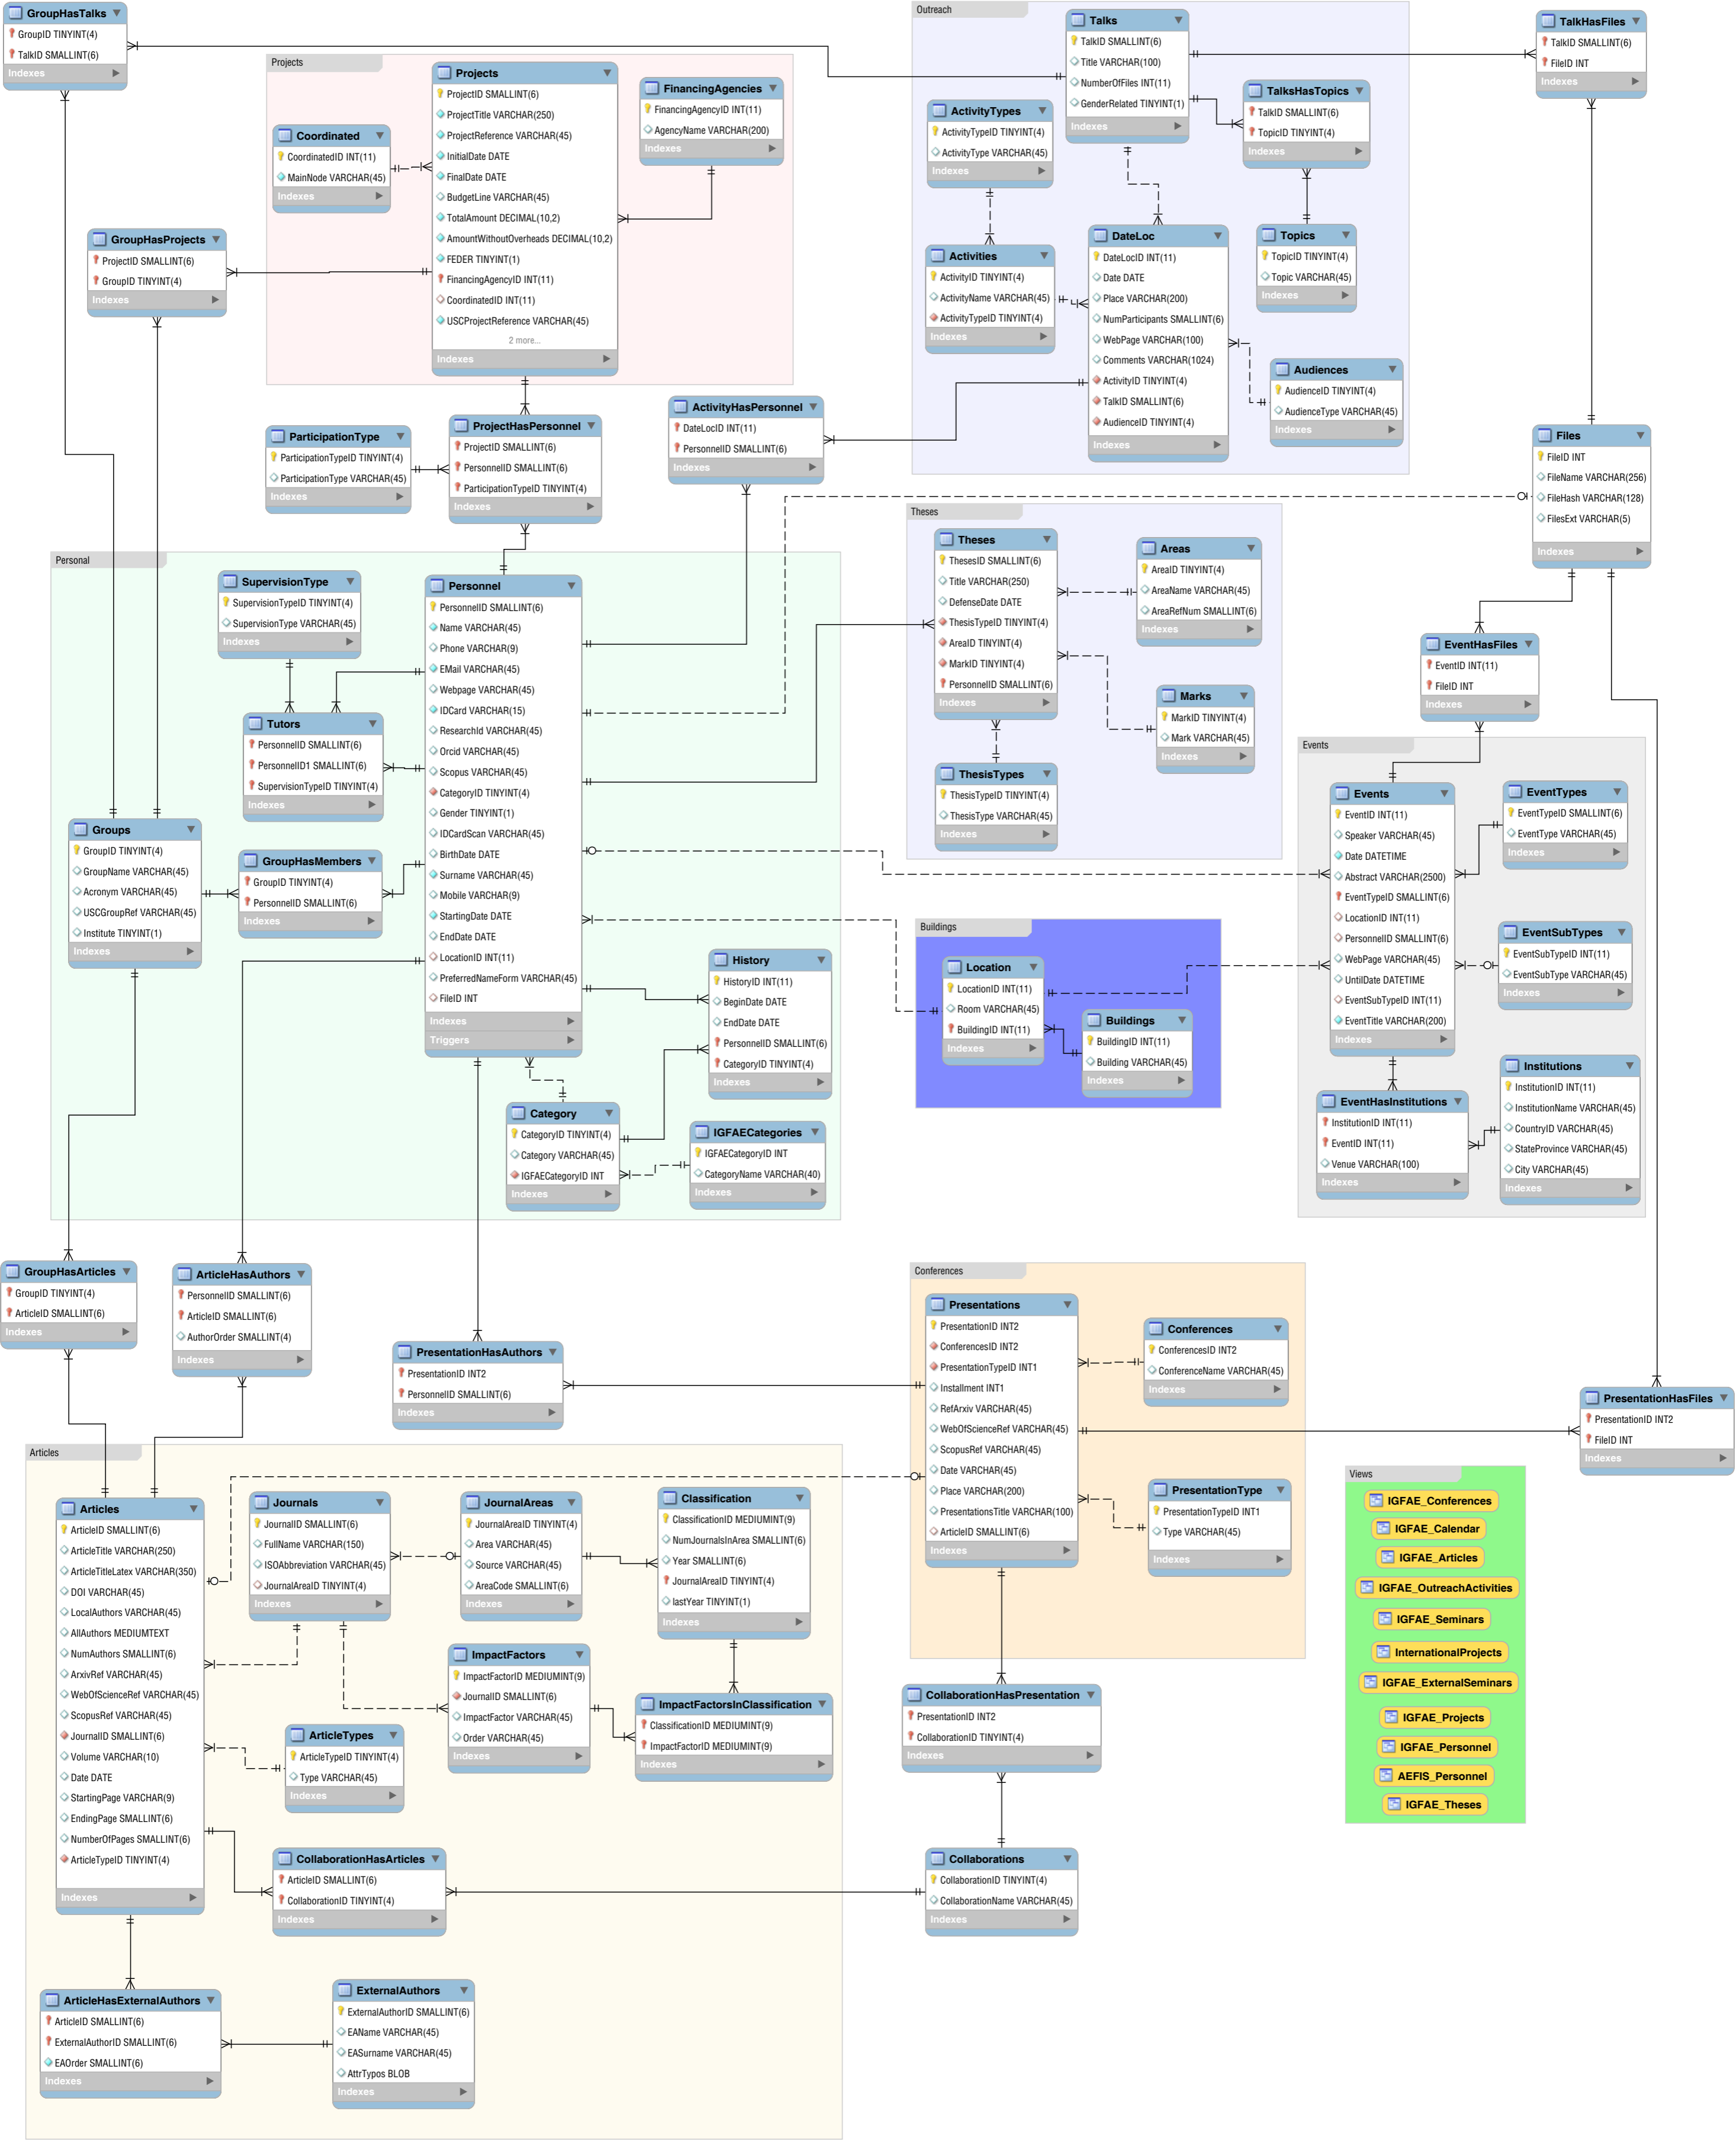 GroupHasTalks
GroupID TINYINT(4)
TalkID SMALLINT(6)
Indexes
Projects
Projects
ProjectID SMALLINT(6)
ProjectTitle VARCHAR(250)
ProjectReference VARCHAR(45)
InitialDate DATE
FinalDate DATE
BudgetLine VARCHAR(45)
TotalAmount DECIMAL(10,2)
AmountWithoutOverheads DECIMAL(10,2)
FEDER TINYINT(1)
FinancingAgencyID INT(11)
CoordinatedID INT(11)
USCProjectReference VARCHAR(45)
2 more...
Indexes
FinancingAgencies
FinancingAgencyID INT(11)
AgencyName VARCHAR(200)
Indexes
Coordinated
CoordinatedID INT(11)
MainNode VARCHAR(45)
Indexes
GroupHasProjects
ProjectID SMALLINT(6)
GroupID TINYINT(4)
Indexes
Outreach
Talks
TalkID SMALLINT(6)
Title VARCHAR(100)
NumberOfFiles INT(11)
GenderRelated TINYINT(1)
Indexes
TalkHasFiles
TalkID SMALLINT(6)
FileID INT
Indexes
ActivityTypes
ActivityTypeID TINYINT(4)
ActivityType VARCHAR(45)
Indexes
TalksHasTopics
TalkID SMALLINT(6)
TopicID TINYINT(4)
Indexes
Activities
ActivityID TINYINT(4)
ActivityName VARCHAR(45)
ActivityTypeID TINYINT(4)
Indexes
DateLoc
DateLocID INT(11)
Date DATE
Place VARCHAR(200)
NumParticipants SMALLINT(6)
WebPage VARCHAR(100)
Comments VARCHAR(1024)
ActivityID TINYINT(4)
TalkID SMALLINT(6)
AudienceID TINYINT(4)
Indexes
Topics
TopicID TINYINT(4)
Topic VARCHAR(45)
Indexes
Audiences
AudienceID TINYINT(4)
AudienceType VARCHAR(45)
Indexes
ParticipationType
ParticipationTypeID TINYINT(4)
ParticipationType VARCHAR(45)
Indexes
ProjectHasPersonnel
ProjectID SMALLINT(6)
PersonnelID SMALLINT(6)
ParticipationTypeID TINYINT(4)
Indexes
ActivityHasPersonnel
DateLocID INT(11)
PersonnelID SMALLINT(6)
Indexes
Files
FileID INT
FileName VARCHAR(256)
FileHash VARCHAR(128)
FilesExt VARCHAR(5)
Indexes
Personal
SupervisionType
SupervisionTypeID TINYINT(4)
SupervisionType VARCHAR(45)
Indexes
Personnel
PersonnelID SMALLINT(6)
Name VARCHAR(45)
Phone VARCHAR(9)
EMail VARCHAR(45)
Webpage VARCHAR(45)
IDCard VARCHAR(15)
ResearchId VARCHAR(45)
Orcid VARCHAR(45)
Scopus VARCHAR(45)
CategoryID TINYINT(4)
Gender TINYINT(1)
IDCardScan VARCHAR(45)
BirthDate DATE
Surname VARCHAR(45)
Mobile VARCHAR(9)
StartingDate DATE
EndDate DATE
LocationID INT(11)
PreferredNameForm VARCHAR(45)
FileID INT
Indexes
Triggers
Tutors
PersonnelID SMALLINT(6)
PersonnelID1 SMALLINT(6)
SupervisionTypeID TINYINT(4)
Indexes
Groups
GroupID TINYINT(4)
GroupName VARCHAR(45)
Acronym VARCHAR(45)
USCGroupRef VARCHAR(45)
Institute TINYINT(1)
Indexes
GroupHasMembers
GroupID TINYINT(4)
PersonnelID SMALLINT(6)
Indexes
History
HistoryID INT(11)
BeginDate DATE
EndDate DATE
PersonnelID SMALLINT(6)
CategoryID TINYINT(4)
Indexes
Category
CategoryID TINYINT(4)
Category VARCHAR(45)
IGFAECategoryID INT
Indexes
IGFAECategories
IGFAECategoryID INT
CategoryName VARCHAR(40)
Indexes
Theses
Theses
ThesesID SMALLINT(6)
Title VARCHAR(250)
DefenseDate DATE
ThesisTypeID TINYINT(4)
AreaID TINYINT(4)
MarkID TINYINT(4)
PersonnelID SMALLINT(6)
Indexes
Areas
AreaID TINYINT(4)
AreaName VARCHAR(45)
AreaRefNum SMALLINT(6)
Indexes
Marks
MarkID TINYINT(4)
Mark VARCHAR(45)
Indexes
ThesisTypes
ThesisTypeID TINYINT(4)
ThesisType VARCHAR(45)
Indexes
EventHasFiles
EventID INT(11)
FileID INT
Indexes
Events
Events
EventID INT(11)
Speaker VARCHAR(45)
Date DATETIME
Abstract VARCHAR(2500)
EventTypeID SMALLINT(6)
LocationID INT(11)
PersonnelID SMALLINT(6)
WebPage VARCHAR(45)
UntilDate DATETIME
EventSubTypeID INT(11)
EventTitle VARCHAR(200)
Indexes
EventTypes
EventTypeID SMALLINT(6)
EventType VARCHAR(45)
Indexes
EventSubTypes
EventSubTypeID INT(11)
EventSubType VARCHAR(45)
Indexes
EventHasInstitutions
InstitutionID INT(11)
EventID INT(11)
Venue VARCHAR(100)
Indexes
Institutions
InstitutionID INT(11)
InstitutionName VARCHAR(45)
CountryID VARCHAR(45)
StateProvince VARCHAR(45)
City VARCHAR(45)
Indexes
Buildings
Location
LocationID INT(11)
Room VARCHAR(45)
BuildingID INT(11)
Indexes
Buildings
BuildingID INT(11)
Building VARCHAR(45)
Indexes
GroupHasArticles
GroupID TINYINT(4)
ArticleID SMALLINT(6)
Indexes
ArticleHasAuthors
PersonnelID SMALLINT(6)
ArticleID SMALLINT(6)
AuthorOrder SMALLINT(4)
Indexes
PresentationHasAuthors
PresentationID INT2
PersonnelID SMALLINT(6)
Indexes
Conferences
Presentations
PresentationID INT2
ConferencesID INT2
PresentationTypeID INT1
Installment INT1
RefArxiv VARCHAR(45)
WebOfScienceRef VARCHAR(45)
ScopusRef VARCHAR(45)
Date VARCHAR(45)
Place VARCHAR(200)
PresentationsTitle VARCHAR(100)
ArticleID SMALLINT(6)
Indexes
Conferences
ConferencesID INT2
ConferenceName VARCHAR(45)
Indexes
PresentationType
PresentationTypeID INT1
Type VARCHAR(45)
Indexes
PresentationHasFiles
PresentationID INT2
FileID INT
Indexes
Articles
Articles
ArticleID SMALLINT(6)
ArticleTitle VARCHAR(250)
ArticleTitleLatex VARCHAR(350)
DOI VARCHAR(45)
LocalAuthors VARCHAR(45)
AllAuthors MEDIUMTEXT
NumAuthors SMALLINT(6)
ArxivRef VARCHAR(45)
WebOfScienceRef VARCHAR(45)
ScopusRef VARCHAR(45)
JournalID SMALLINT(6)
Volume VARCHAR(10)
Date DATE
StartingPage VARCHAR(9)
EndingPage SMALLINT(6)
NumberOfPages SMALLINT(6)
ArticleTypeID TINYINT(4)
Indexes
Journals
JournalID SMALLINT(6)
FullName VARCHAR(150)
ISOAbbreviation VARCHAR(45)
JournalAreaID TINYINT(4)
Indexes
JournalAreas
JournalAreaID TINYINT(4)
Area VARCHAR(45)
Source VARCHAR(45)
AreaCode SMALLINT(6)
Indexes
Classification
ClassificationID MEDIUMINT(9)
NumJournalsInArea SMALLINT(6)
Year SMALLINT(6)
JournalAreaID TINYINT(4)
lastYear TINYINT(1)
Indexes
ImpactFactors
ImpactFactorID MEDIUMINT(9)
JournalID SMALLINT(6)
ImpactFactor VARCHAR(45)
Order VARCHAR(45)
Indexes
ImpactFactorsInClassification
ClassificationID MEDIUMINT(9)
ImpactFactorID MEDIUMINT(9)
Indexes
ArticleTypes
ArticleTypeID TINYINT(4)
Type VARCHAR(45)
Indexes
CollaborationHasArticles
ArticleID SMALLINT(6)
CollaborationID TINYINT(4)
Indexes
ArticleHasExternalAuthors
ArticleID SMALLINT(6)
ExternalAuthorID SMALLINT(6)
EAOrder SMALLINT(6)
Indexes
ExternalAuthors
ExternalAuthorID SMALLINT(6)
EAName VARCHAR(45)
EASurname VARCHAR(45)
AttrTypos BLOB
Indexes
CollaborationHasPresentation
PresentationID INT2
CollaborationID TINYINT(4)
Indexes
Collaborations
CollaborationID TINYINT(4)
CollaborationName VARCHAR(45)
Indexes
Views
IGFAE_Conferences
IGFAE_Calendar
IGFAE_Articles
IGFAE_OutreachActivities
IGFAE_Seminars
InternationalProjects
IGFAE_ExternalSeminars
IGFAE_Projects
IGFAE_Personnel
AEFIS_Personnel
IGFAE_Theses